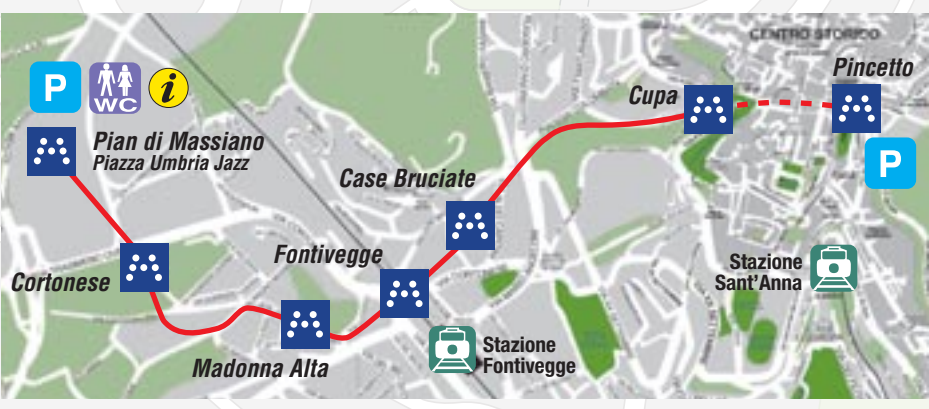 CENTRO STORICO
Pincetto
P
WC
i
Cupa
Pian di Massiano
Piazza Umbria Jazz
P
Case Bruciate
Fontivegge
Cortonese
Stazione
Sant'Anna
Stazione
Fontivegge
Madonna Alta